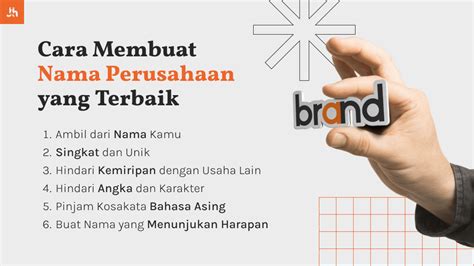 Cara Membuat
Nama Perusahaan
yang Terbaik
1. Ambil dari Nama Kamu
2. Singkat dan Unik
3. Hindari Kemiripan dengan Usaha Lain
4. Hindari Angka dan Karakter
5. Pinjam Kosakata Bahasa Asing
6. Buat Nama yang Menunjukan Harapan
brand